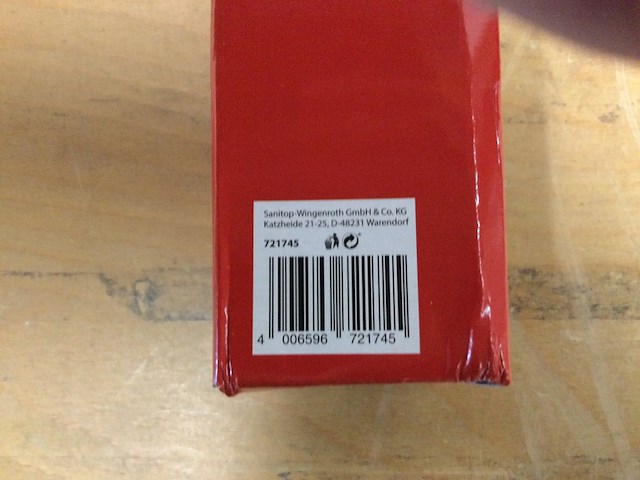 Sanitop-Wingenroth GmbH & Co. KG
Katzheide 21-25, D-48231 Warendorf
721745
4 006596 721745